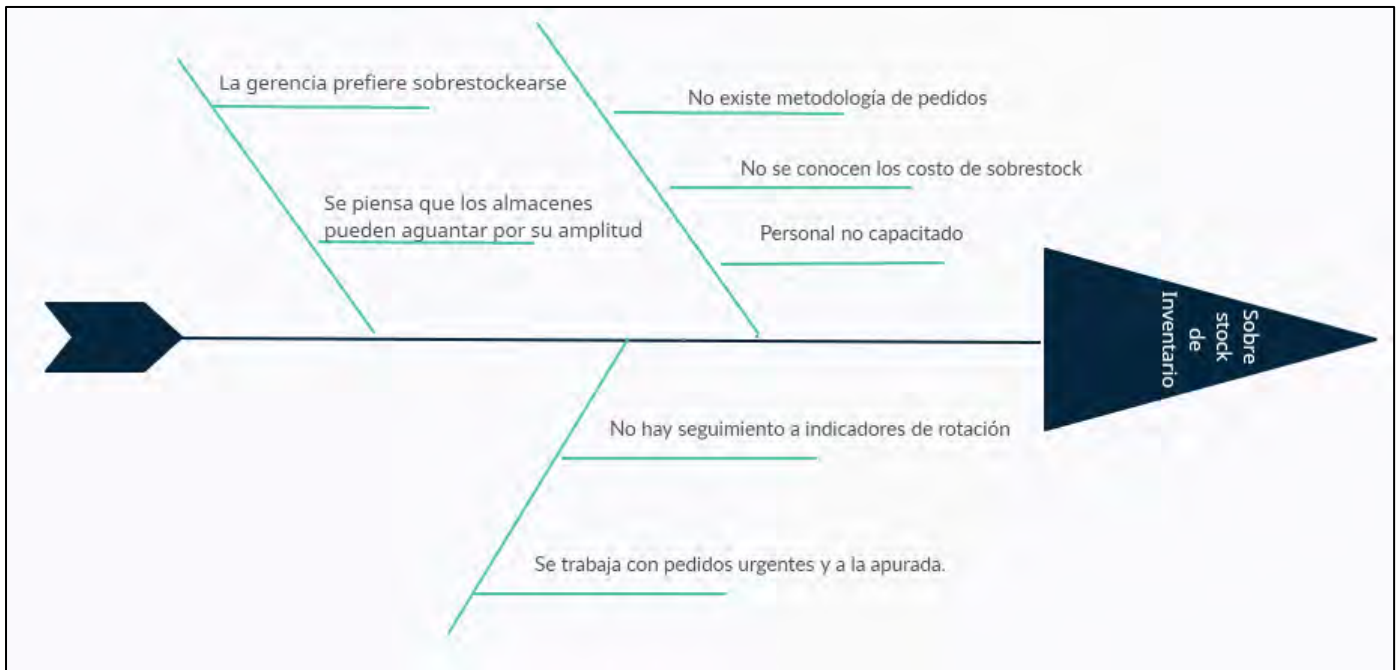 La gerencia prefiere sobrestockearse
Se piensa que los almacenes
pueden aguantar por su amplitud
No existe metodología de pedidos
No se conocen los costo de sobrestock
Personal no capacitado
No hay seguimiento a indicadores de rotación
Se trabaja con pedidos urgentes y a la apurada.
Sobre
stock
de
Inventario